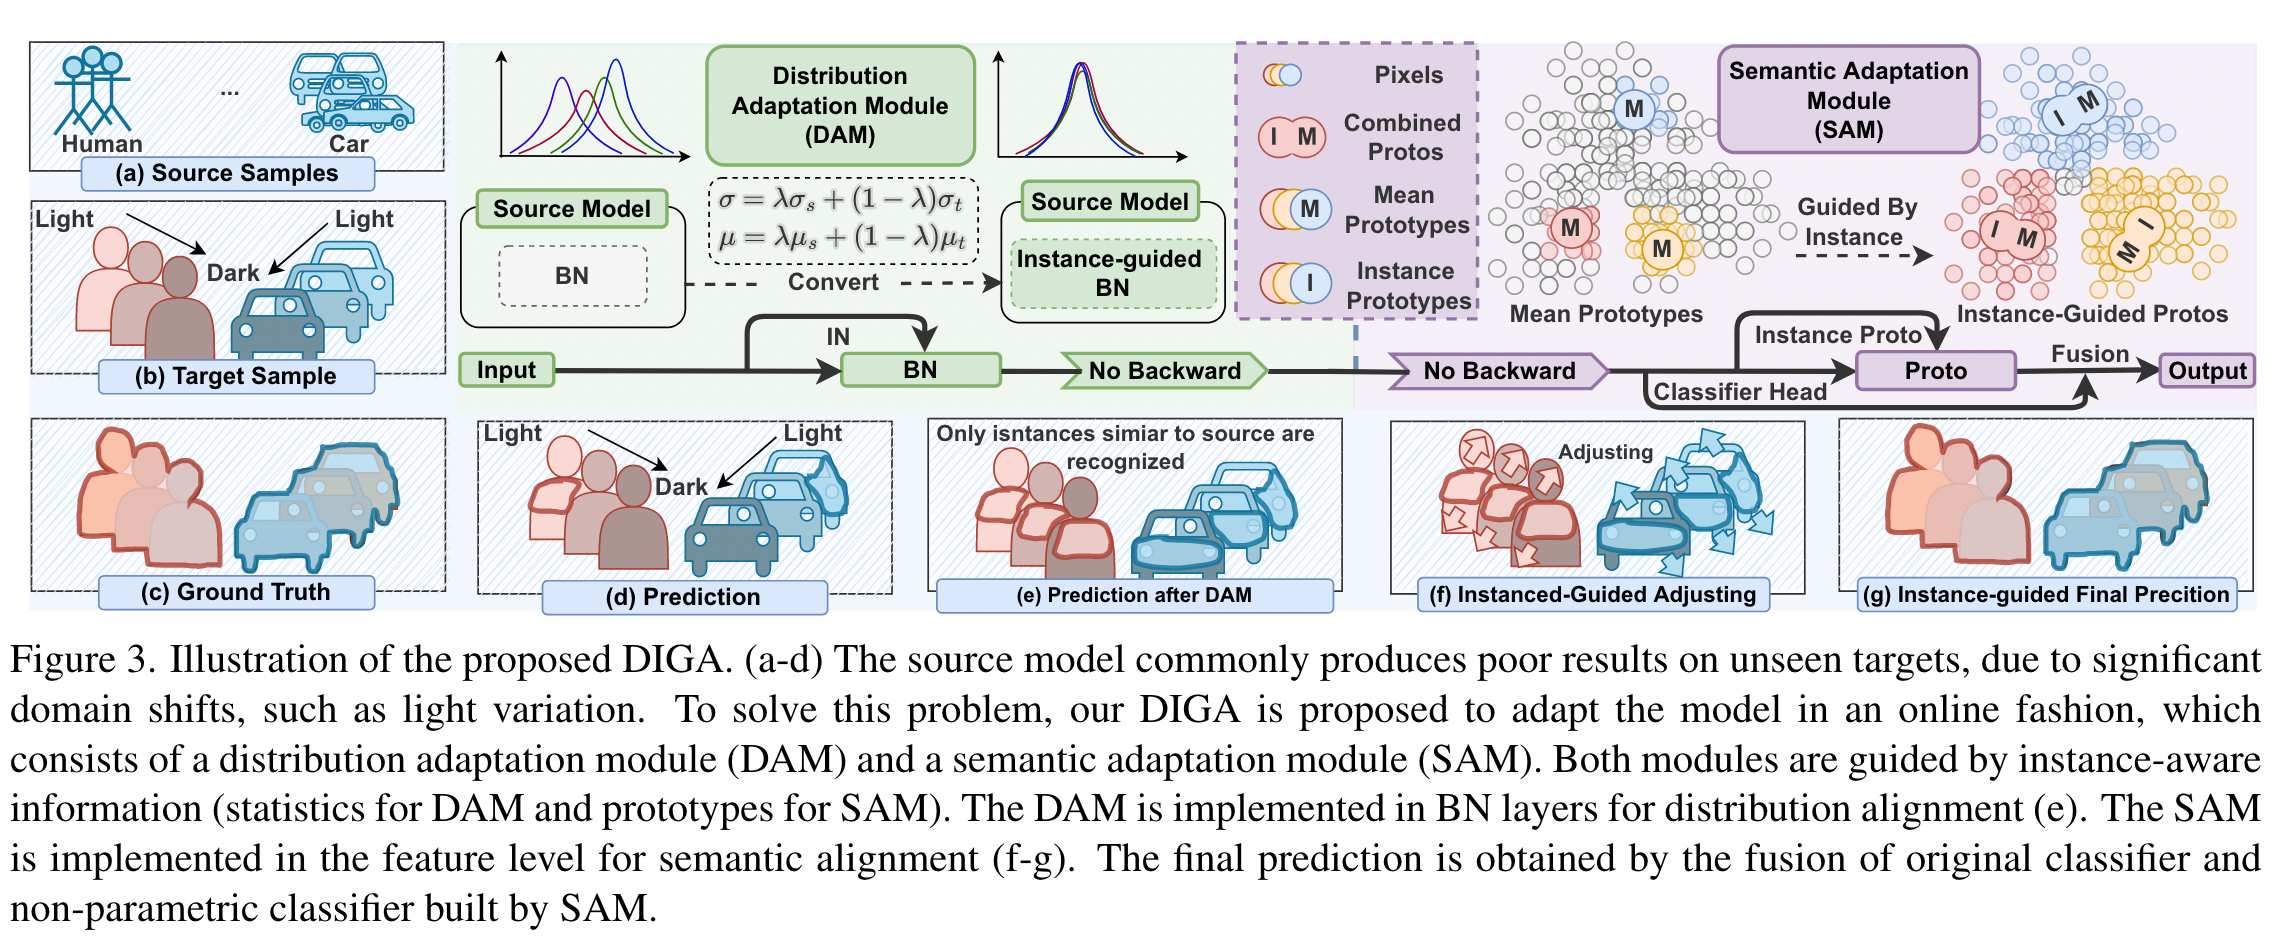 Human
...
Car
(a) Source Samples
Light
Light
Dark
(b) Target Sample
Distribution
Adaptation Module
(DAM)
Source Model
BN
σ = λσ_s + (1 − λ)σ_t
μ = λμ_s + (1 − λ)μ_t
Convert
Source Model
Instance-guided
BN
Input
IN
BN
No Backward
Pixels
I M
Combined
Protos
M
Mean
Prototypes
I
Instance
Prototypes
M
M
M
Mean Prototypes
Semantic Adaptation
Module
(SAM)
Guided By
Instance
I M
I M
M I
Instance-Guided Protos
No Backward
Instance Proto
Classifier Head
Proto
Fusion
Output
(c) Ground Truth
Light
Light
Dark
(d) Prediction
Only isntances simiar to source are
recognized
(e) Prediction after DAM
Adjusting
(f) Instanced-Guided Adjusting
(g) Instance-guided Final Precition
Figure 3. Illustration of the proposed DIGA. (a-d) The source model commonly produces poor results on unseen targets, due to significant
domain shifts, such as light variation. To solve this problem, our DIGA is proposed to adapt the model in an online fashion, which
consists of a distribution adaptation module (DAM) and a semantic adaptation module (SAM). Both modules are guided by instance-aware
information (statistics for DAM and prototypes for SAM). The DAM is implemented in BN layers for distribution alignment (e). The SAM
is implemented in the feature level for semantic alignment (f-g). The final prediction is obtained by the fusion of original classifier and
non-parametric classifier built by SAM.